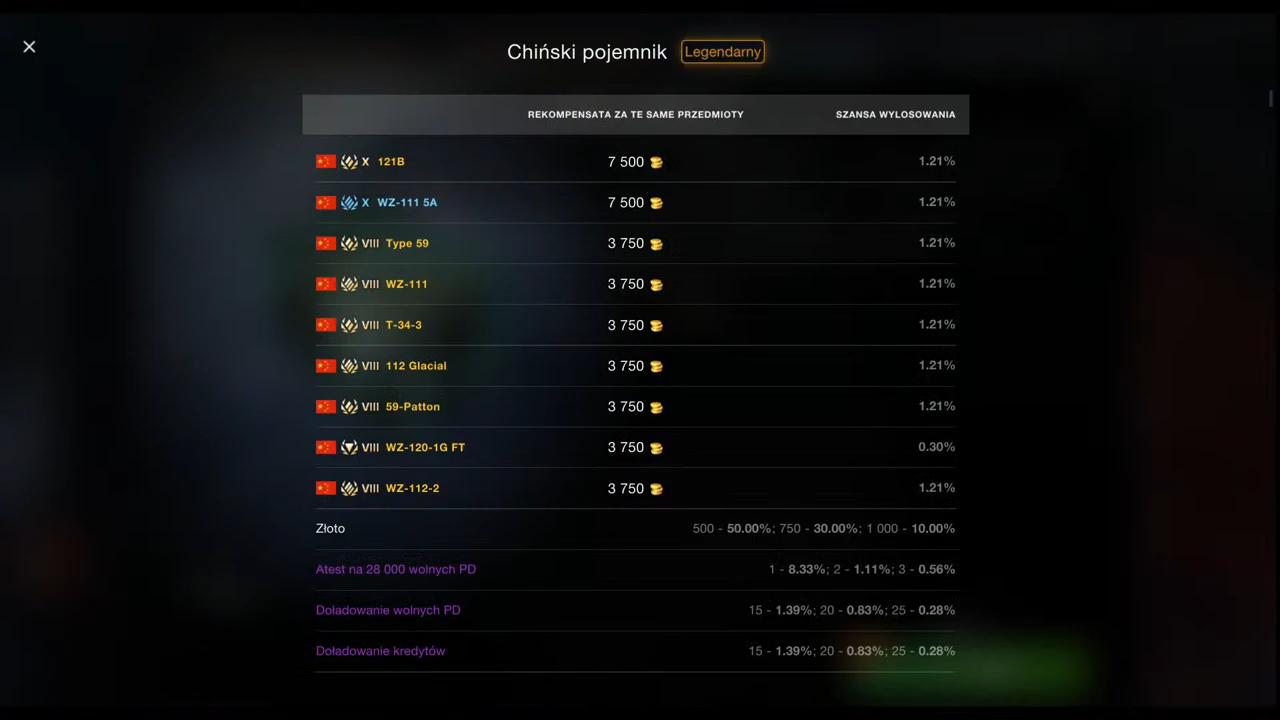 Chiński pojemnik Legendarny
REKOMPENSATA ZA TE SAME PRZEDMIOTY SZANSA WYLOSOWANIA
X 121B 7 500 1.21%
X WZ-111 5A 7 500 1.21%
VIII Type 59 3 750 1.21%
VIII WZ-111 3 750 1.21%
VIII T-34-3 3 750 1.21%
VIII 112 Glacial 3 750 1.21%
VIII 59-Patton 3 750 1.21%
VIII WZ-120-1G FT 3 750 0.30%
VIII WZ-112-2 3 750 1.21%
Złoto 500 - 50.00%; 750 - 30.00%; 1 000 - 10.00%
Atest na 28 000 wolnych PD 1 - 8.33%; 2 - 1.11%; 3 - 0.56%
Doładowanie wolnych PD 15 - 1.39%; 20 - 0.83%; 25 - 0.28%
Doładowanie kredytów 15 - 1.39%; 20 - 0.83%; 25 - 0.28%